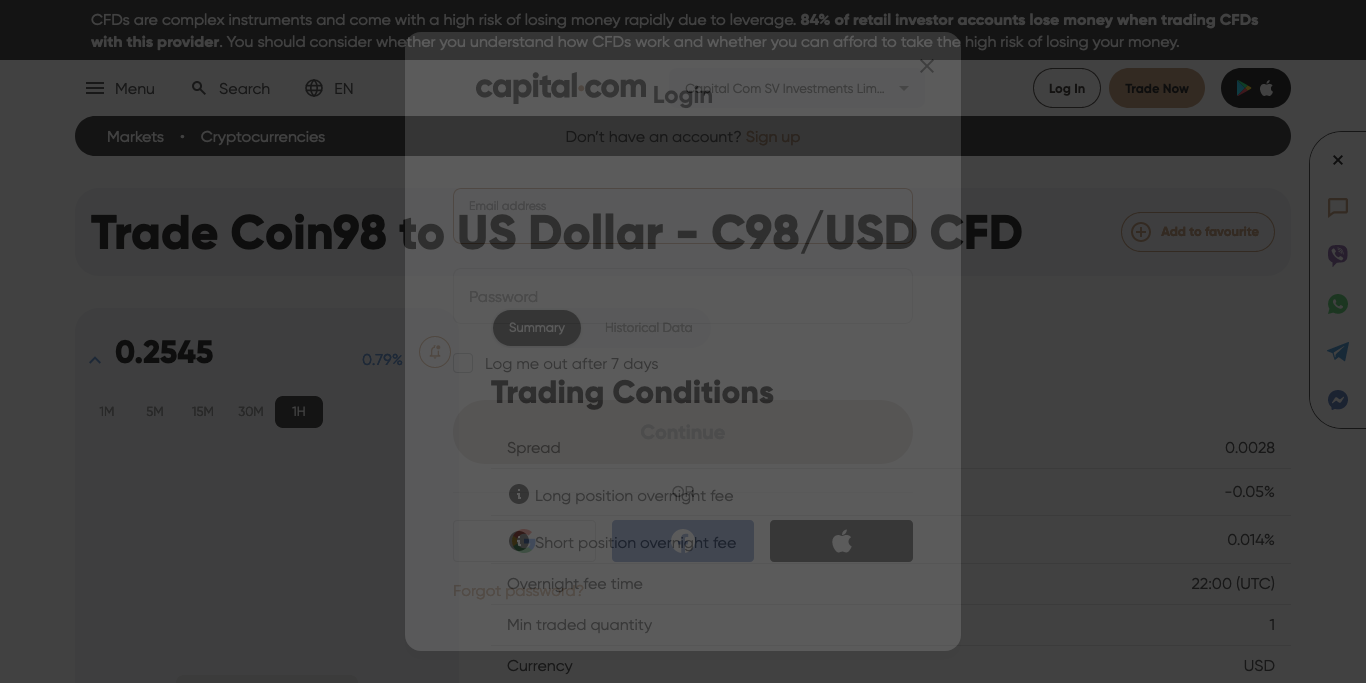 CFDs are complex instruments and come with a high risk of losing money rapidly due to leverage. 84% of retail investor accounts lose money when trading CFDs
with this provider. You should consider whether you understand how CFDs work and whether you can afford to take the high risk of losing your money.
Menu
Search
EN
capital.com
Capital Com SV Investments Lim...
Log In
Trade Now
Login
Markets
Cryptocurrencies
Don't have an account? Sign up
Email address
Trade Coin98 to US Dollar - C98/USD CFD
Add to favourite
Password
Summary
Historical Data
0.2545
0.79%
Log me out after 7 days
Trading Conditions
1M
5M
15M
30M
1H
Continue
Spread
0.0028
OR
Long position overnight fee
-0.05%
Short position overnight fee
0.014%
Overnight fee time
22:00 (UTC)
Forgot password?
Min traded quantity
1
Currency
USD